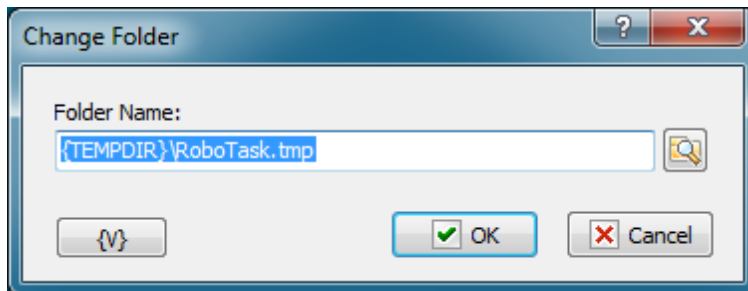 Change Folder
?
Folder Name:
{TEMPDIR}\RoboTask.tmp
{V}
OK
Cancel